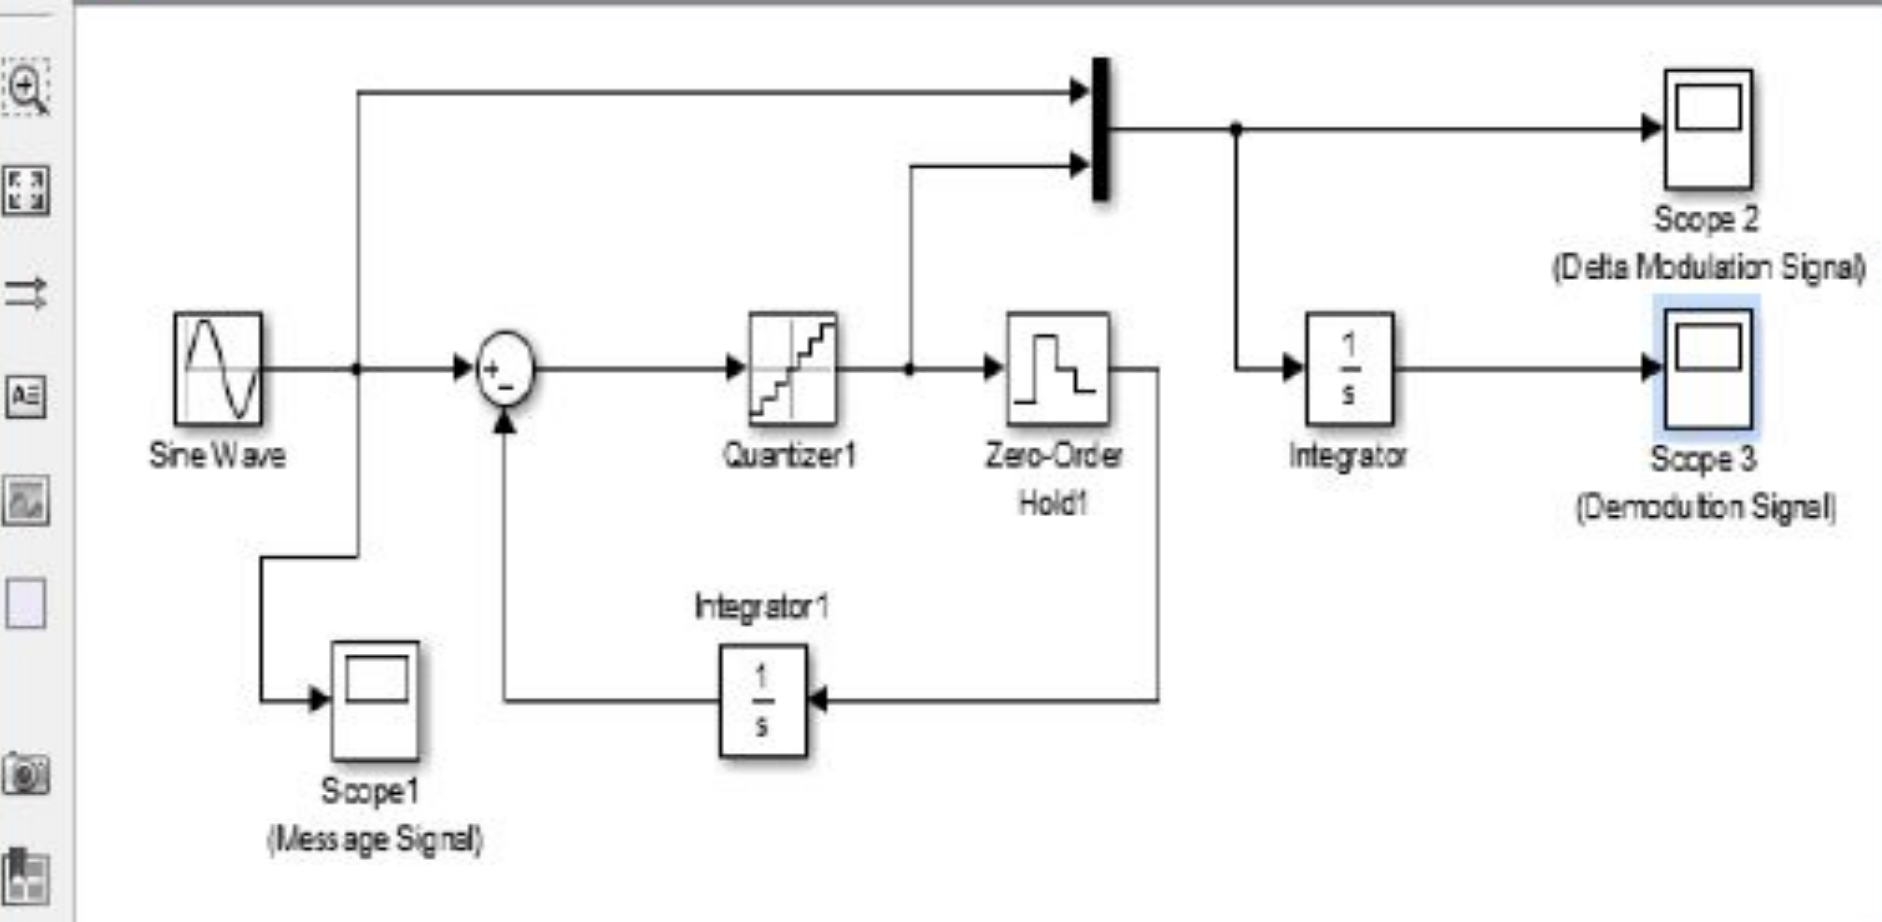 Scope 2
(Delta Modulation Signal)
+
−
1
s
Sine Wave
Quantizer1
Zero-Order
Hold1
Integrator
Scope 3
(Demodultion Signal)
Integrator1
1
s
Scope1
(Message Signal)